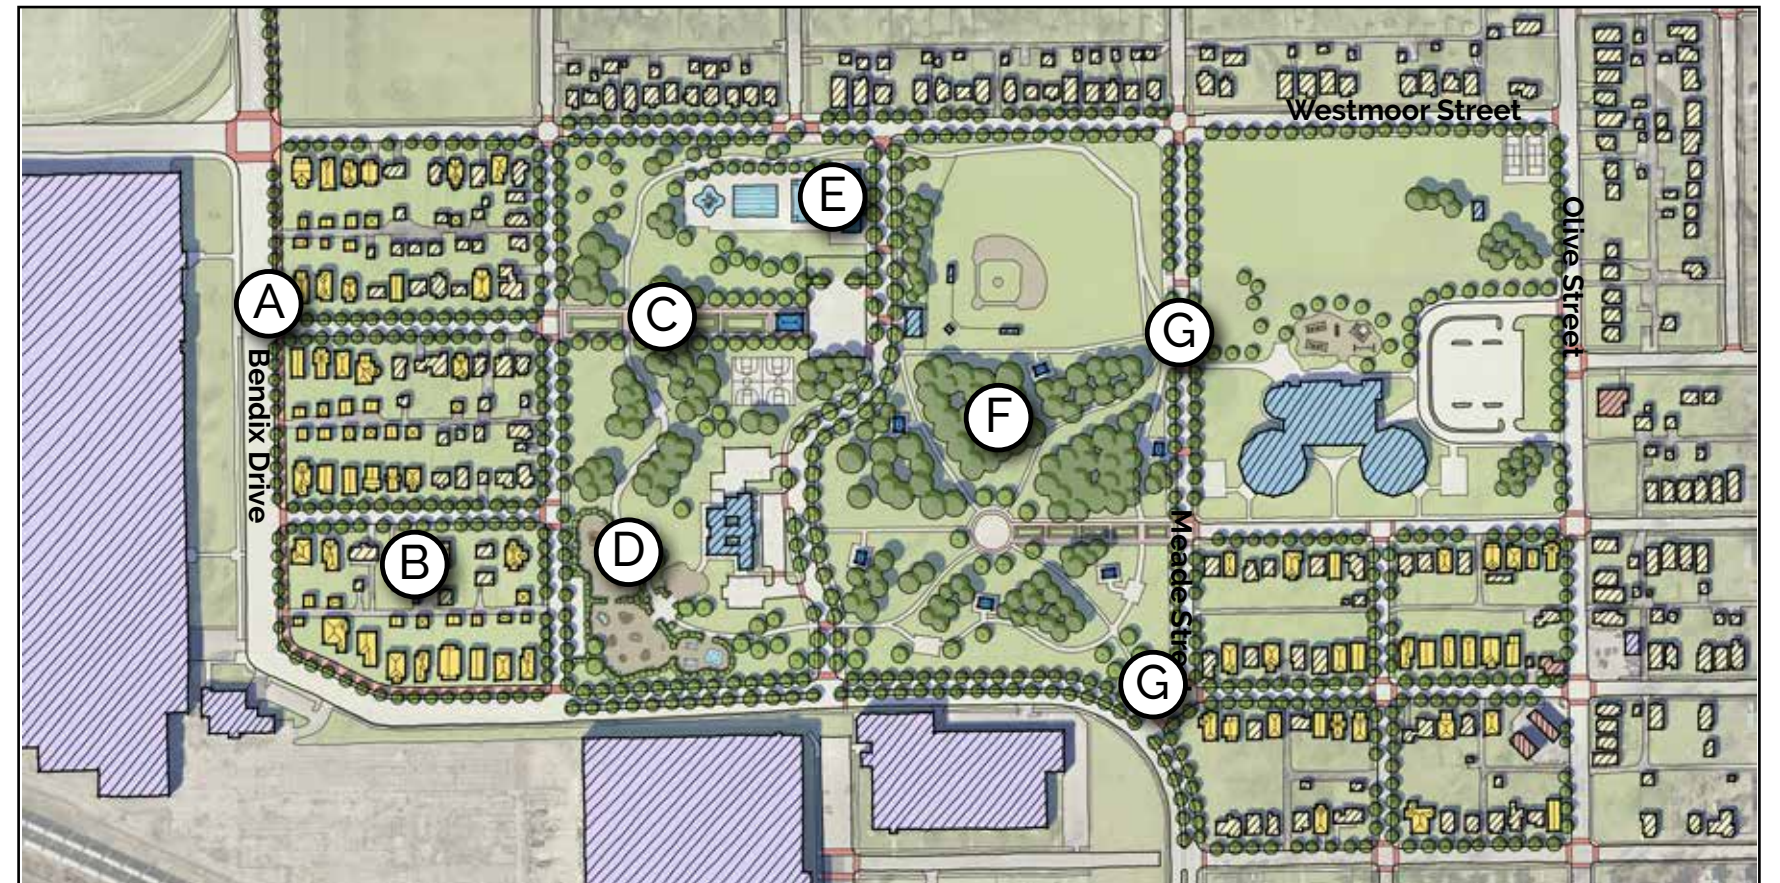 Westmoor Street
E
Olive Street
A
C
G
Bendix Drive
F
B
D
Meade Stre
G